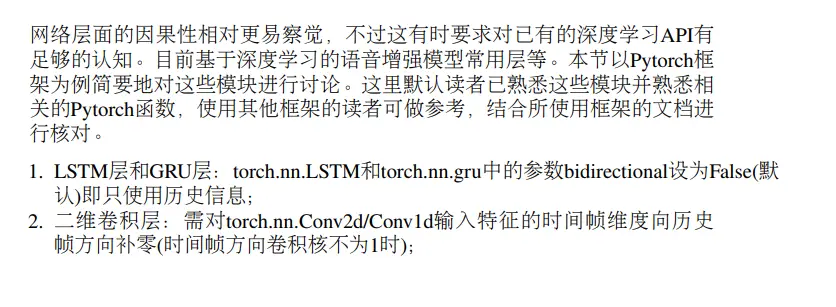 网络层面的因果性相对更易察觉，不过这有时要求对已有的深度学习API有
足够的认知。目前基于深度学习的语音增强模型常用层等。本节以Pytorch框
架为例简要地对这些模块进行讨论。这里默认读者已熟悉这些模块并熟悉相
关的Pytorch函数，使用其他框架的读者可做参考，结合所使用框架的文档进
行核对。
1. LSTM层和GRU层：torch.nn.LSTM和torch.nn.gru中的参数bidirectional设为False(默
认)即只使用历史信息；
2. 二维卷积层：需对torch.nn.Conv2d/Conv1d输入特征的时间帧维度向历史
帧方向补零(时间帧方向卷积核不为1时)；